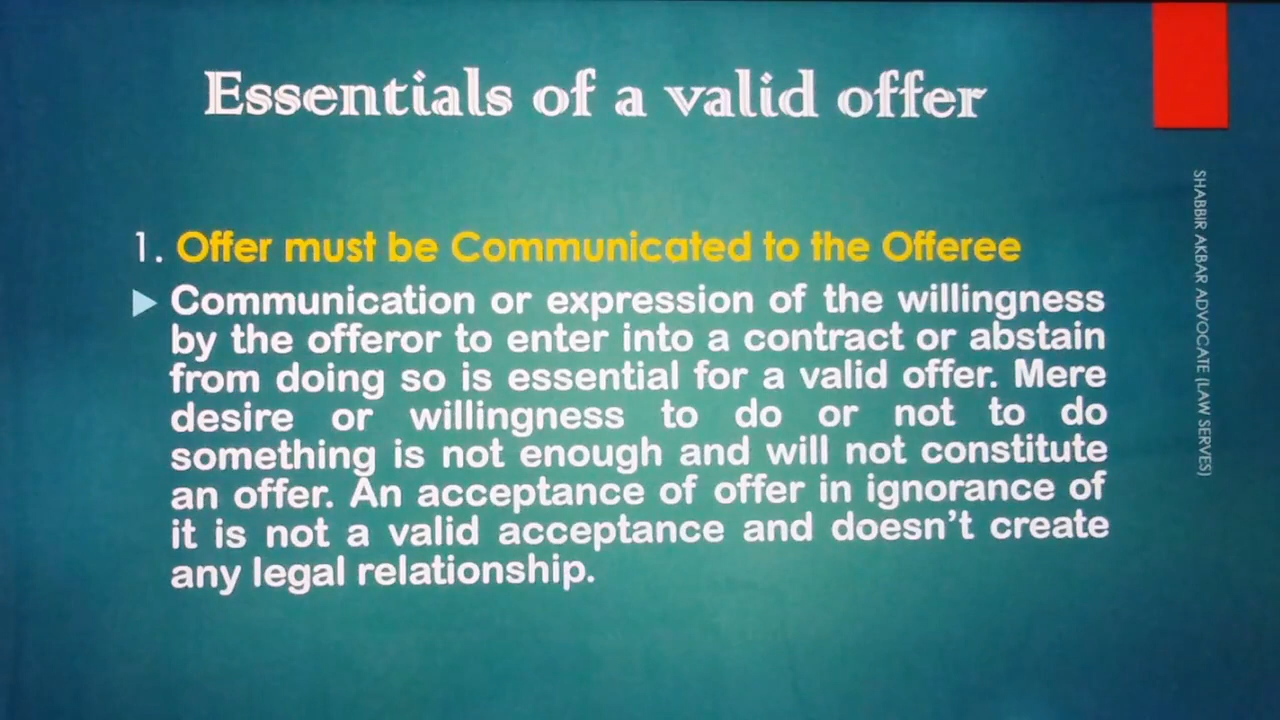 Essentials of a valid offer
1. Offer must be Communicated to the Offeree
Communication or expression of the willingness
by the offeror to enter into a contract or abstain
from doing so is essential for a valid offer. Mere
desire or willingness to do or not to do
something is not enough and will not constitute
an offer. An acceptance of offer in ignorance of
it is not a valid acceptance and doesn't create
any legal relationship.
SHABBIR AKBAR ADVOCATE (LAW SERVES)